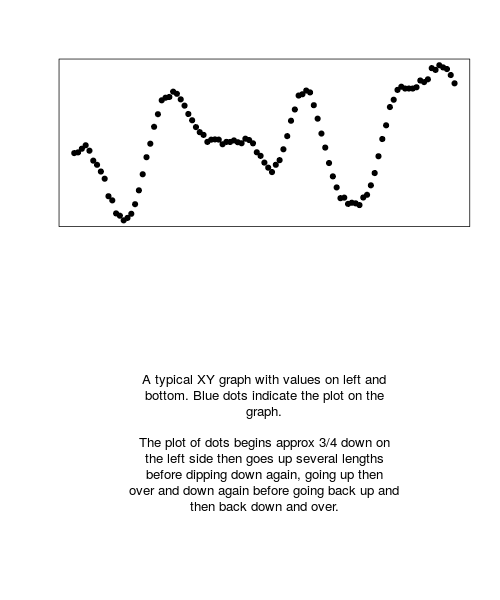 A typical XY graph with values on left and
bottom. Blue dots indicate the plot on the
graph.
The plot of dots begins approx 3/4 down on
the left side then goes up several lengths
before dipping down again, going up then
over and down again before going back up and
then back down and over.